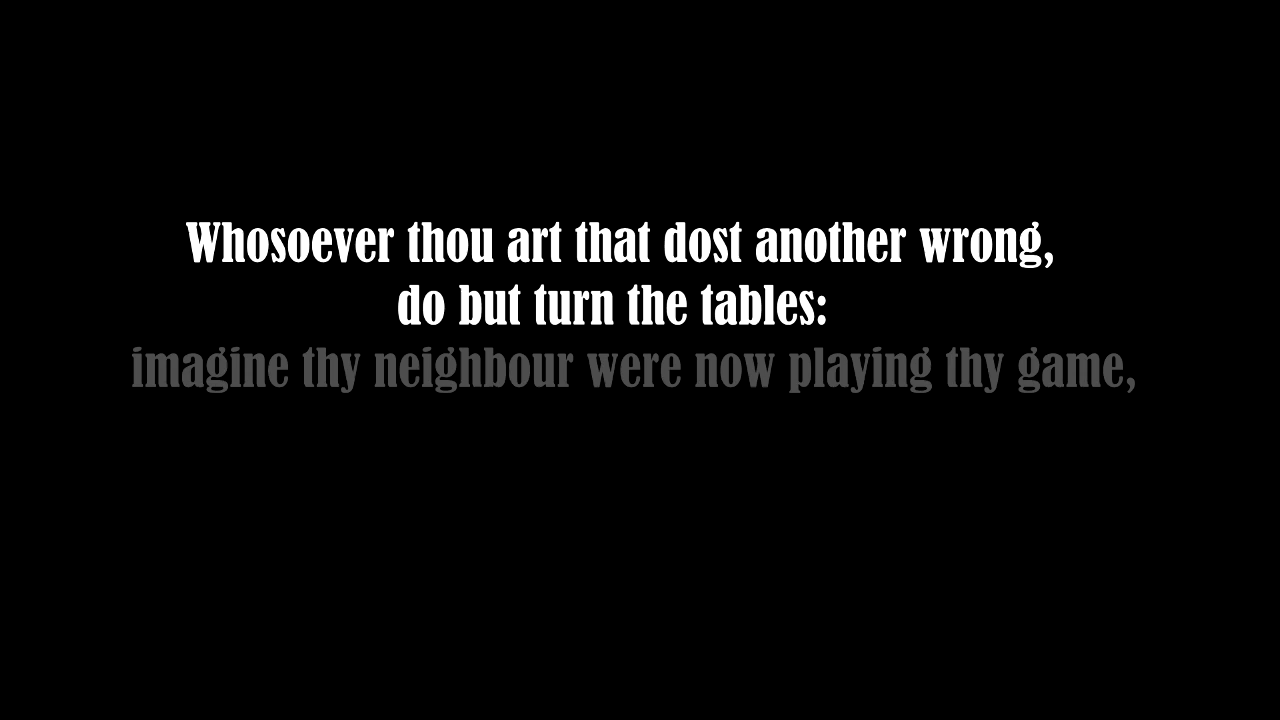 Whosoever thou art that dost another wrong,
do but turn the tables:
imagine thy neighbour were now playing thy game,